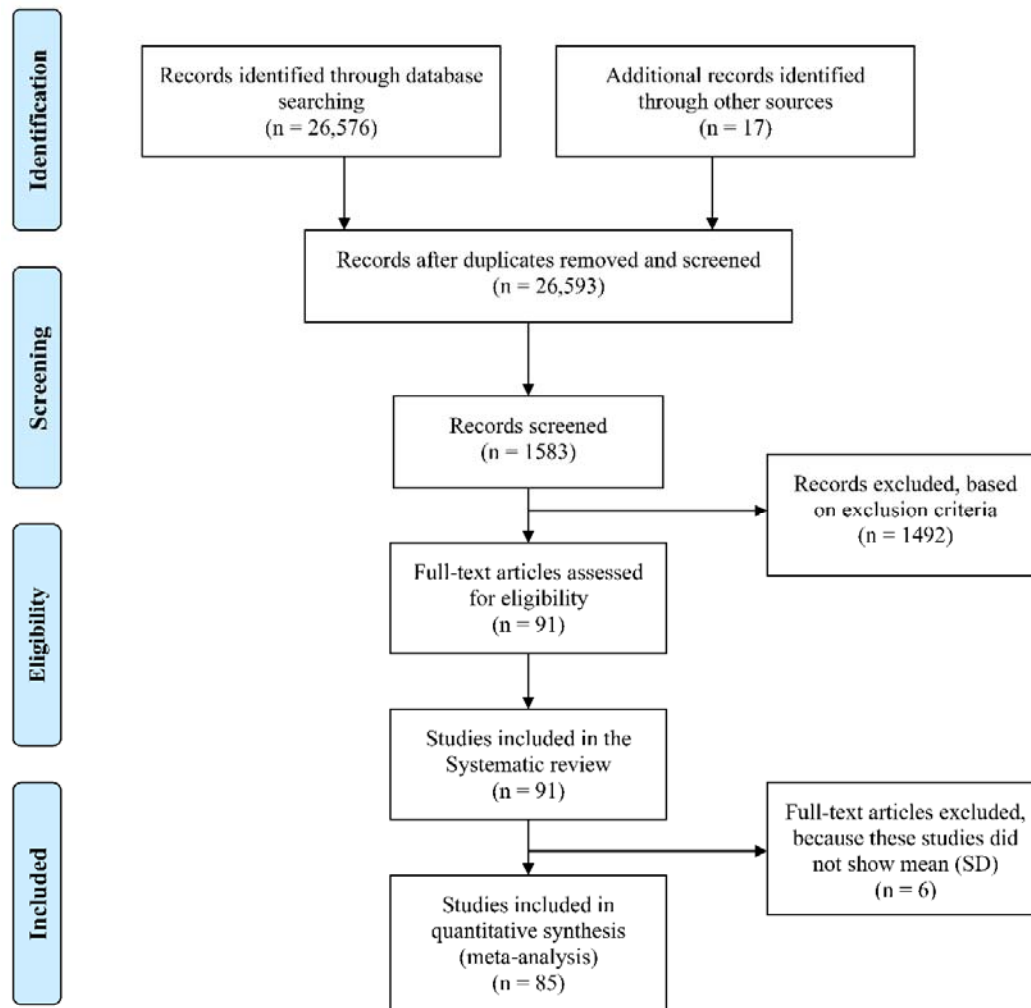 Identification
Records identified through database
searching
(n = 26,576)
Additional records identified
through other sources
(n = 17)
Records after duplicates removed and screened
(n = 26,593)
Screening
Records screened
(n = 1583)
Records excluded, based
on exclusion criteria
(n = 1492)
Eligibility
Full-text articles assessed
for eligibility
(n = 91)
Studies included in the
Systematic review
(n = 91)
Included
Full-text articles excluded,
because these studies did
not show mean (SD)
(n = 6)
Studies included in
quantitative synthesis
(meta-analysis)
(n = 85)